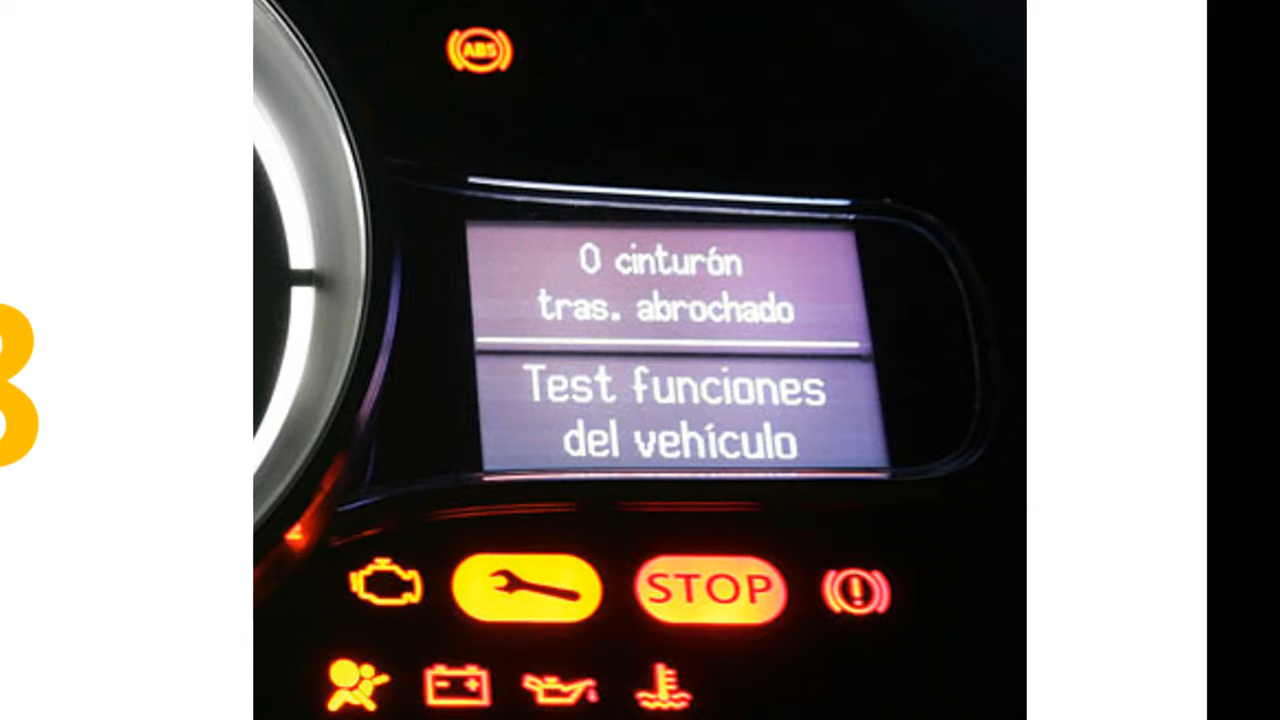 ABS
0 cinturón
tras. abrochado
Test funciones
del vehículo
STOP